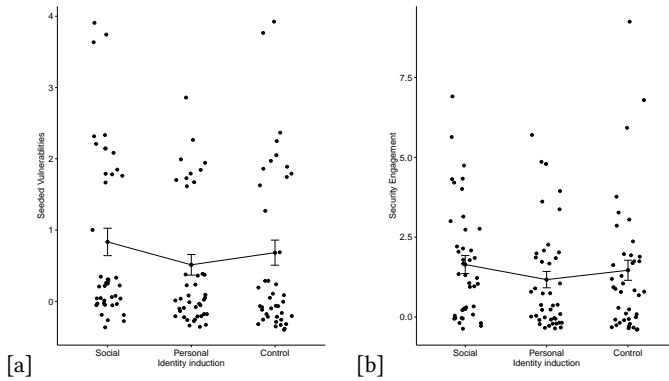 4
3
2
1
0
Seeded Vulnerabilities
Social Personal Control
Identity induction
[a]
7.5
5.0
2.5
0.0
Security Engagement
Social Personal Control
Identity induction
[b]